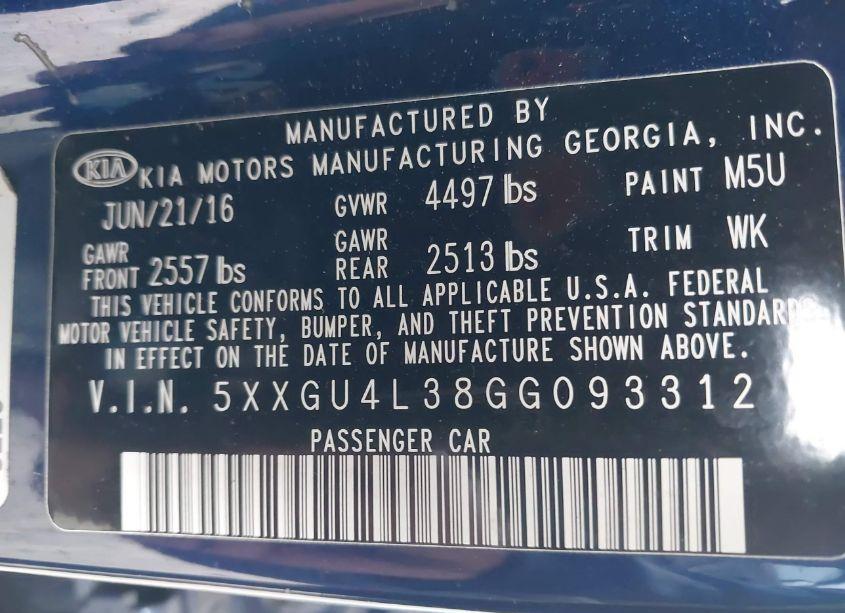 MANUFACTURED BY
KIA KIA MOTORS MANUFACTURING GEORGIA, INC.
JUN/21/16 GVWR 4497 lbs PAINT M5U
GAWR FRONT 2557 lbs GAWR REAR 2513 lbs TRIM WK
THIS VEHICLE CONFORMS TO ALL APPLICABLE U.S.A. FEDERAL
MOTOR VEHICLE SAFETY, BUMPER, AND THEFT PREVENTION STANDARDS
IN EFFECT ON THE DATE OF MANUFACTURE SHOWN ABOVE.
V.I.N. 5XXGU4L38GG093312
PASSENGER CAR